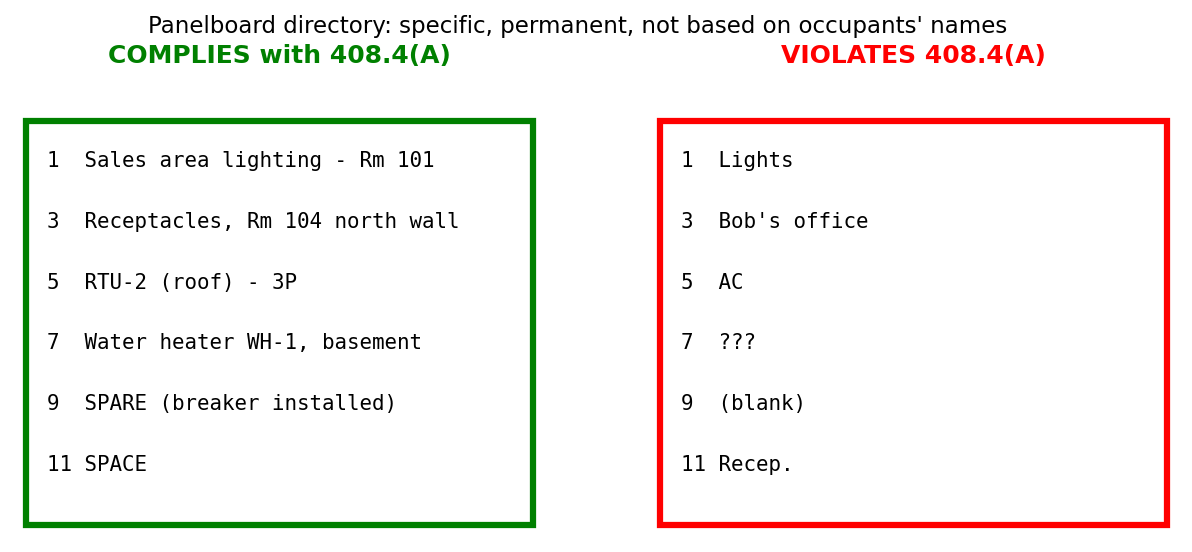 Panelboard directory: specific, permanent, not based on occupants' names
COMPLIES with 408.4(A)
1  Sales area lighting - Rm 101
3  Receptacles, Rm 104 north wall
5  RTU-2 (roof) - 3P
7  Water heater WH-1, basement
9  SPARE (breaker installed)
11 SPACE
VIOLATES 408.4(A)
1  Lights
3  Bob's office
5  AC
7  ???
9  (blank)
11 Recep.